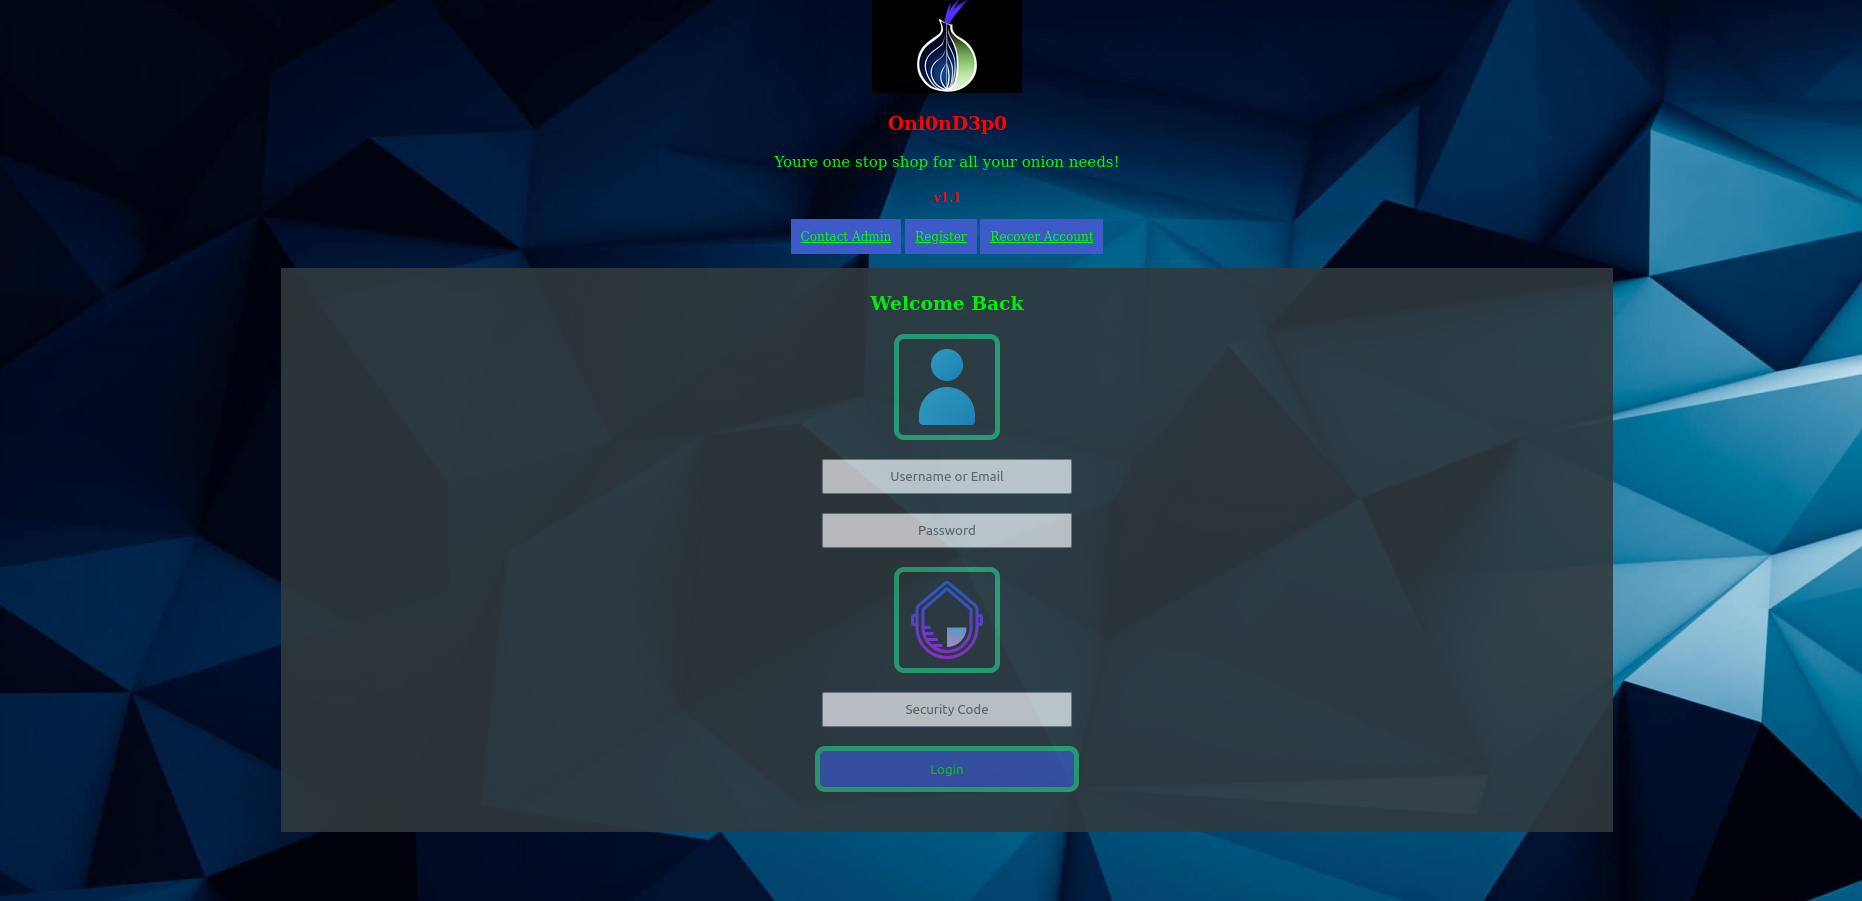 Oni0nD3p0
Youre one stop shop for all your onion needs!
v1.1
Contact Admin Register Recover Account
Welcome Back
Username or Email
Password
Security Code
Login